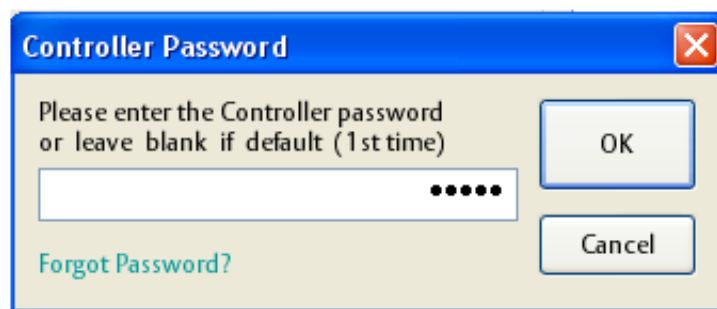 Controller Password
Please enter the Controller password
or leave blank if default (1st time)
OK
•••••
Cancel
Forgot Password?